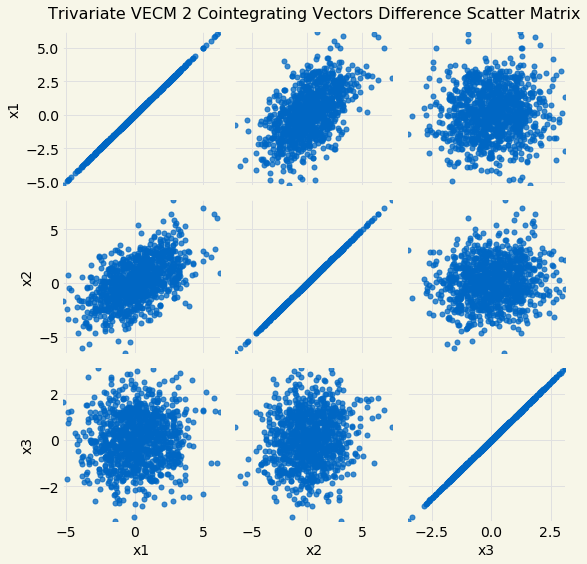 Trivariate VECM 2 Cointegrating Vectors Difference Scatter Matrix
5.0
2.5
0.0
−2.5
−5.0
x1
5
0
−5
x2
2
0
−2
x3
−5 0 5 −5 0 5 −2.5 0.0 2.5
x1 x2 x3